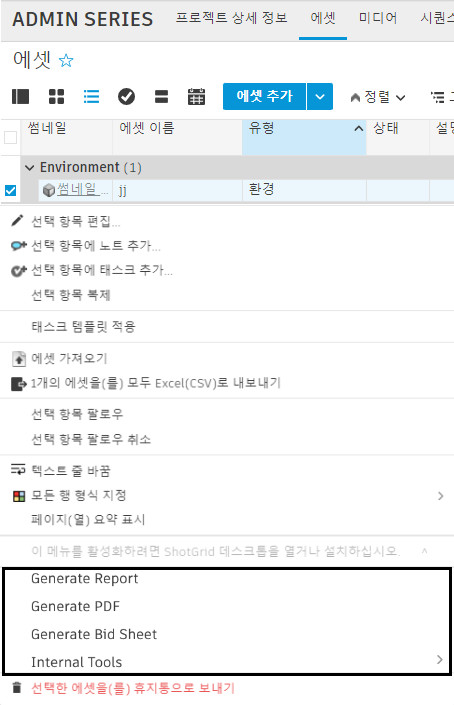 ADMIN SERIES 프로젝트 상세 정보 에셋 미디어 시퀀스
에셋
에셋 추가 정렬
썸네일 에셋 이름 유형 상태 설명
Environment (1)
썸네일 ... jj 환경
선택 항목 편집...
선택 항목에 노트 추가...
선택 항목에 태스크 추가...
선택 항목 복제
태스크 템플릿 적용
에셋 가져오기
1개의 에셋을(를) 모두 Excel(CSV)로 내보내기
선택 항목 팔로우
선택 항목 팔로우 취소
텍스트 줄 바꿈
모든 행 형식 지정
페이지(열) 요약 표시
이 메뉴를 활성화하려면 ShotGrid 데스크톱을 열거나 설치하십시오.
Generate Report
Generate PDF
Generate Bid Sheet
Internal Tools
선택한 에셋을(를) 휴지통으로 보내기